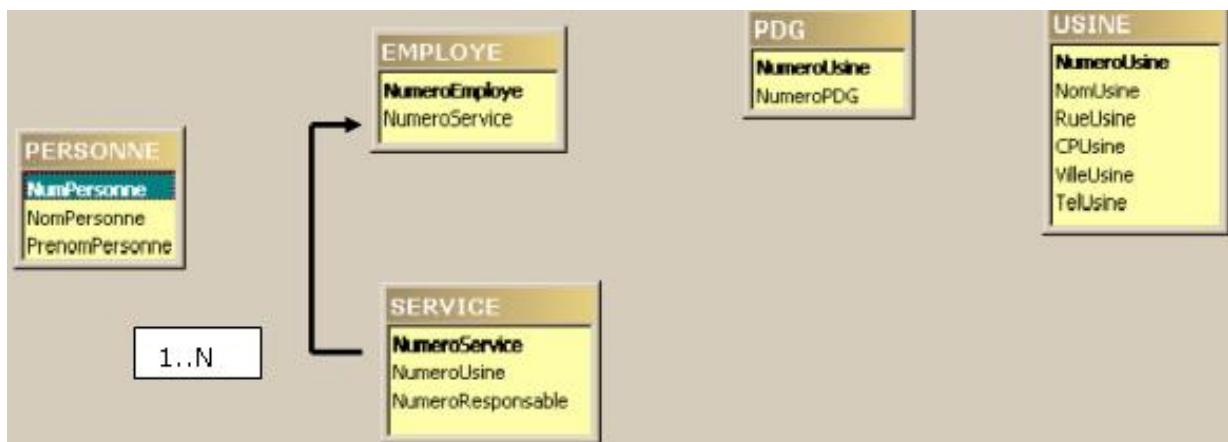 PERSONNE
NumPersonne
NomPersonne
PrenomPersonne
EMPLOYE
NumeroEmploye
NumeroService
PDG
NumeroUsine
NumeroPDG
USINE
NumeroUsine
NomUsine
RueUsine
CPUsine
VilleUsine
TelUsine
1..N
SERVICE
NumeroService
NumeroUsine
NumeroResponsable